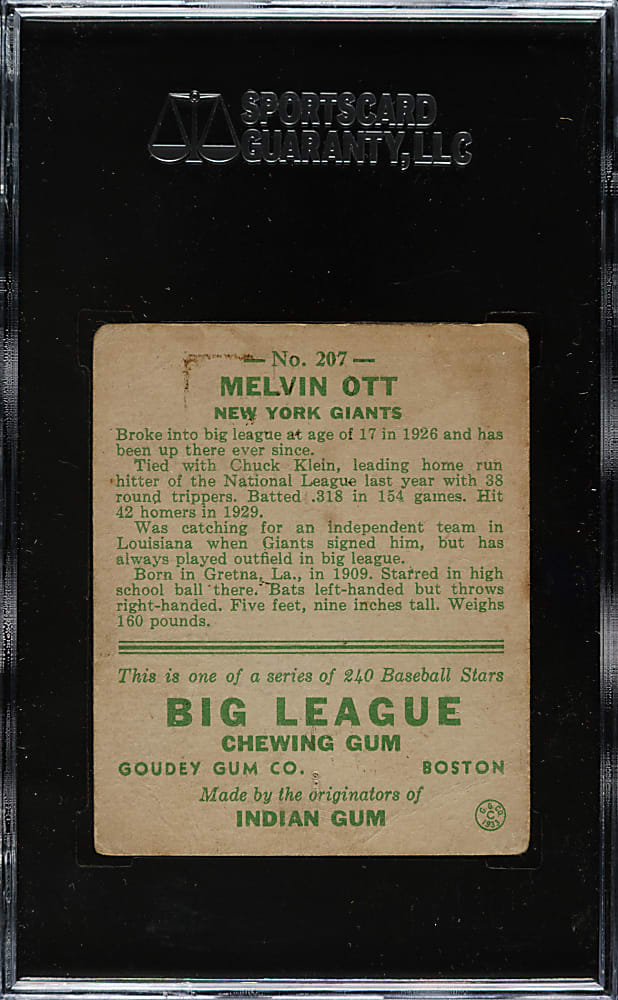 SPORTSCARD
GUARANTY, LLC
— No. 207 —
MELVIN OTT
NEW YORK GIANTS
Broke into big league at age of 17 in 1926 and has
been up there ever since.
Tied with Chuck Klein, leading home run
hitter of the National League last year with 38
round trippers. Batted .318 in 154 games. Hit
42 homers in 1929.
Was catching for an independent team in
Louisiana when Giants signed him, but has
always played outfield in big league.
Born in Gretna, La., in 1909. Starred in high
school ball there. Bats left-handed but throws
right-handed. Five feet, nine inches tall. Weighs
160 pounds.
This is one of a series of 240 Baseball Stars
BIG LEAGUE
CHEWING GUM
GOUDEY GUM CO. BOSTON
Made by the originators of
INDIAN GUM
G. G. CO.
C
1933